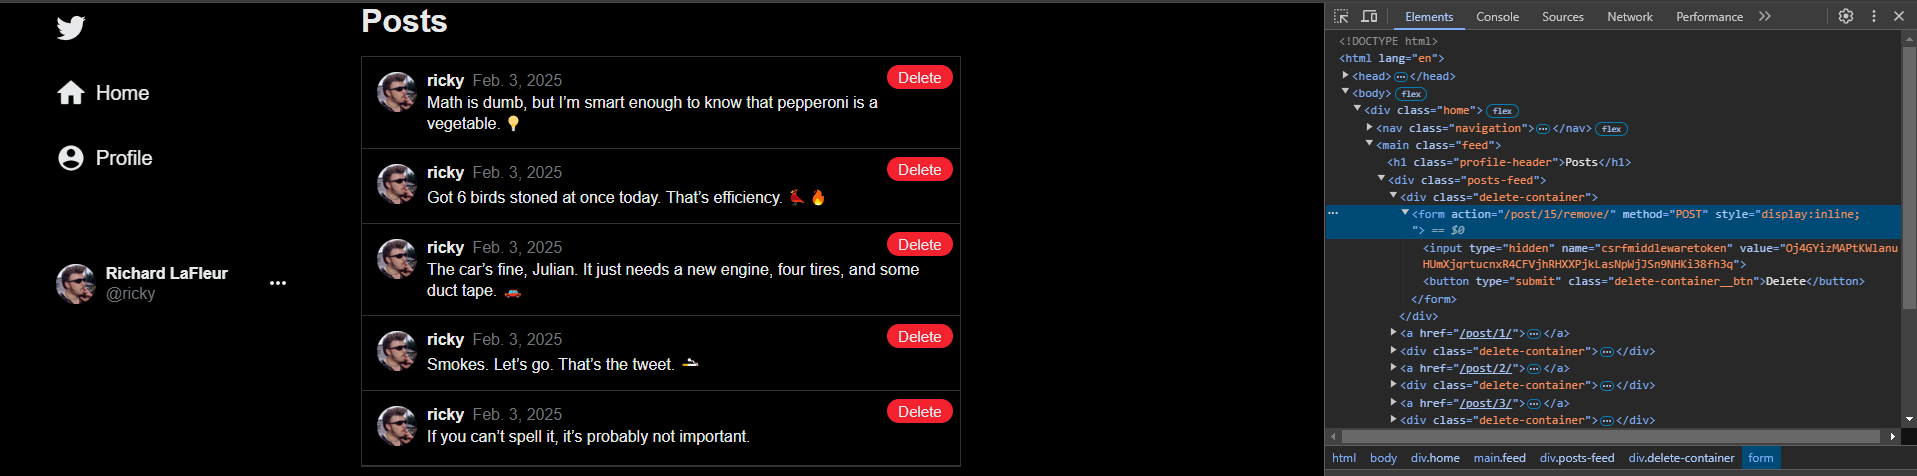 Posts
Home
Profile
Richard LaFleur
@ricky
ricky Feb. 3, 2025
Delete
Math is dumb, but I’m smart enough to know that pepperoni is a
vegetable. 💡
ricky Feb. 3, 2025
Delete
Got 6 birds stoned at once today. That’s efficiency. 🐦 🔥
ricky Feb. 3, 2025
Delete
The car’s fine, Julian. It just needs a new engine, four tires, and some
duct tape. 🚗
ricky Feb. 3, 2025
Delete
Smokes. Let’s go. That’s the tweet. 🚬
ricky Feb. 3, 2025
Delete
If you can’t spell it, it’s probably not important.
Elements Console Sources Network Performance
<!DOCTYPE html>
<html lang="en">
<head> … </head>
<body> flex
<div class="home"> flex
<nav class="navigation"> … </nav> flex
<main class="feed">
<h1 class="profile-header">Posts</h1>
<div class="posts-feed">
<div class="delete-container">
<form action="/post/15/remove/" method="POST" style="display:inline;
"> == $0
<input type="hidden" name="csrfmiddlewaretoken" value="Oj4GYizMAPtKWlanu
HUmXjqrtucnxR4CFVjhRHXXPjkLasNpWjJSn9NHKi38fh3q">
<button type="submit" class="delete-container__btn">Delete</button>
</form>
</div>
<a href="/post/1/"> … </a>
<div class="delete-container"> … </div>
<a href="/post/2/"> … </a>
<div class="delete-container"> … </div>
<a href="/post/3/"> … </a>
<div class="delete-container"> … </div>
html body div.home main.feed div.posts-feed div.delete-container form